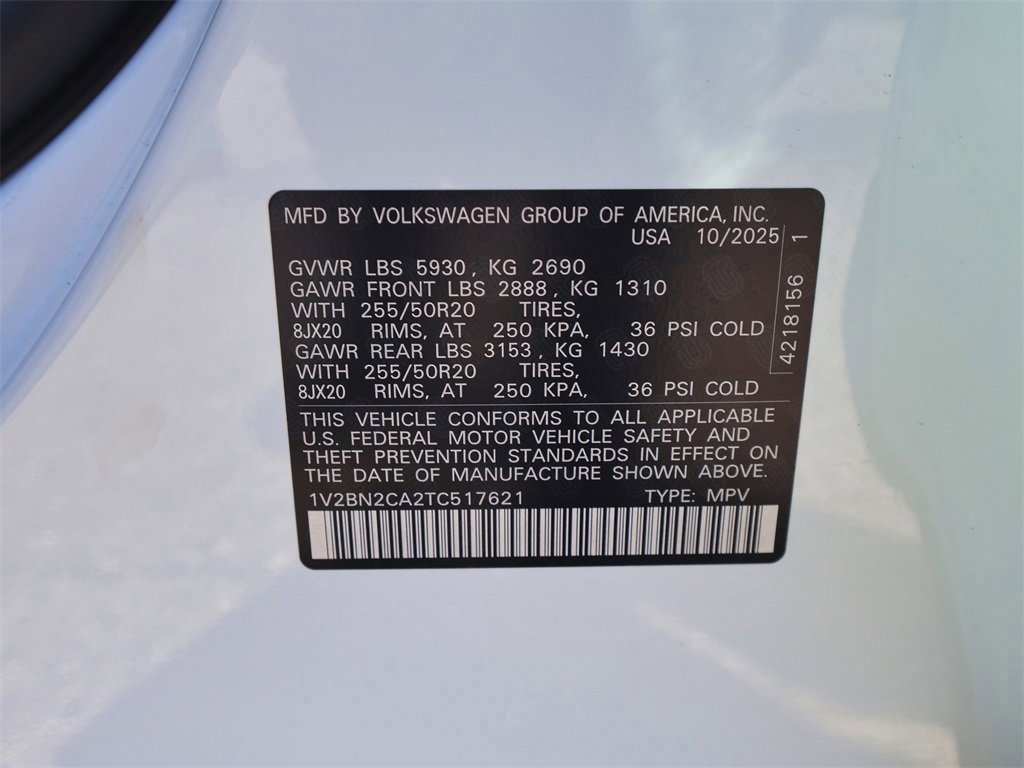 MFD BY VOLKSWAGEN GROUP OF AMERICA, INC.
USA 10/2025
GVWR LBS 5930, KG 2690
GAWR FRONT LBS 2888, KG 1310
WITH 255/50R20 TIRES,
8JX20 RIMS, AT 250 KPA, 36 PSI COLD
GAWR REAR LBS 3153, KG 1430
WITH 255/50R20 TIRES,
8JX20 RIMS, AT 250 KPA, 36 PSI COLD
4218156 1
THIS VEHICLE CONFORMS TO ALL APPLICABLE
U.S. FEDERAL MOTOR VEHICLE SAFETY AND
THEFT PREVENTION STANDARDS IN EFFECT ON
THE DATE OF MANUFACTURE SHOWN ABOVE.
1V2BN2CA2TC517621 TYPE: MPV